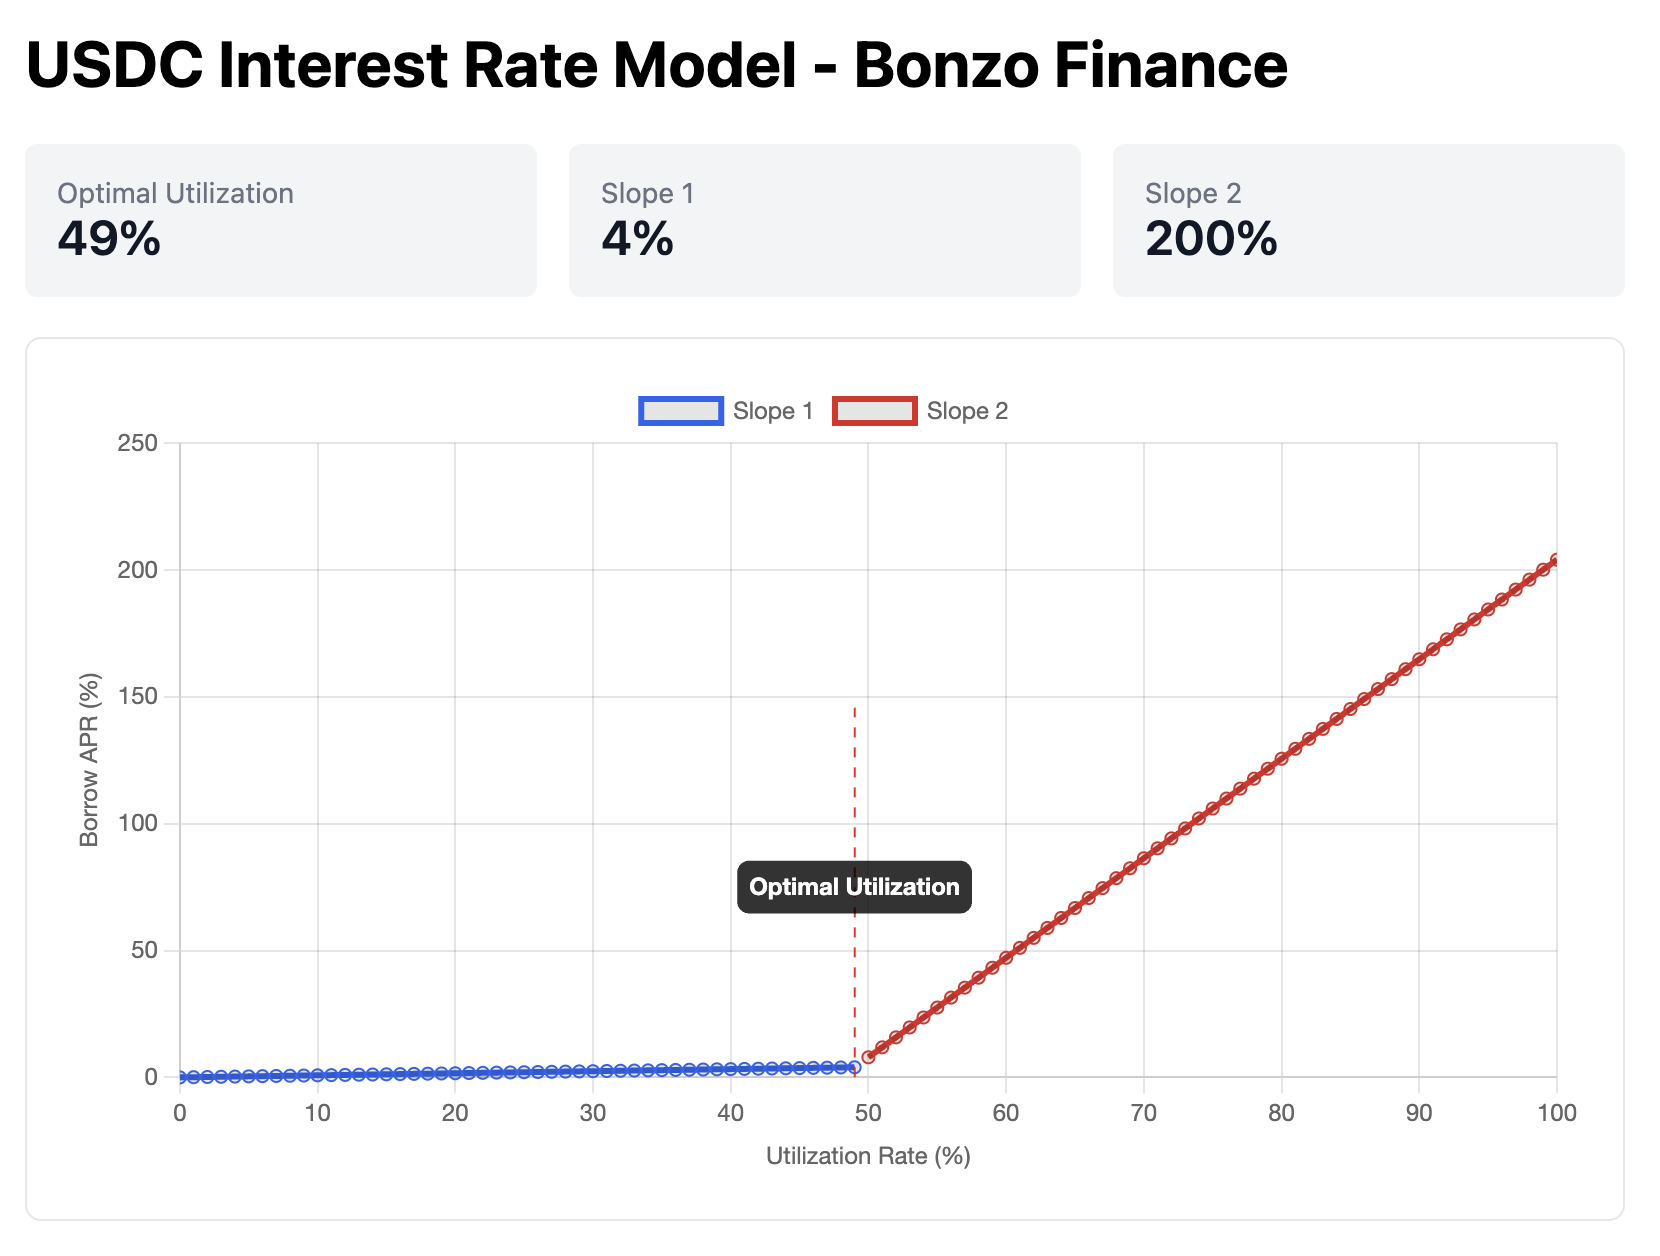 USDC Interest Rate Model - Bonzo Finance
Optimal Utilization
49%
Slope 1
4%
Slope 2
200%
Slope 1
Slope 2
250
200
150
100
50
0
Borrow APR (%)
Optimal Utilization
0 10 20 30 40 50 60 70 80 90 100
Utilization Rate (%)